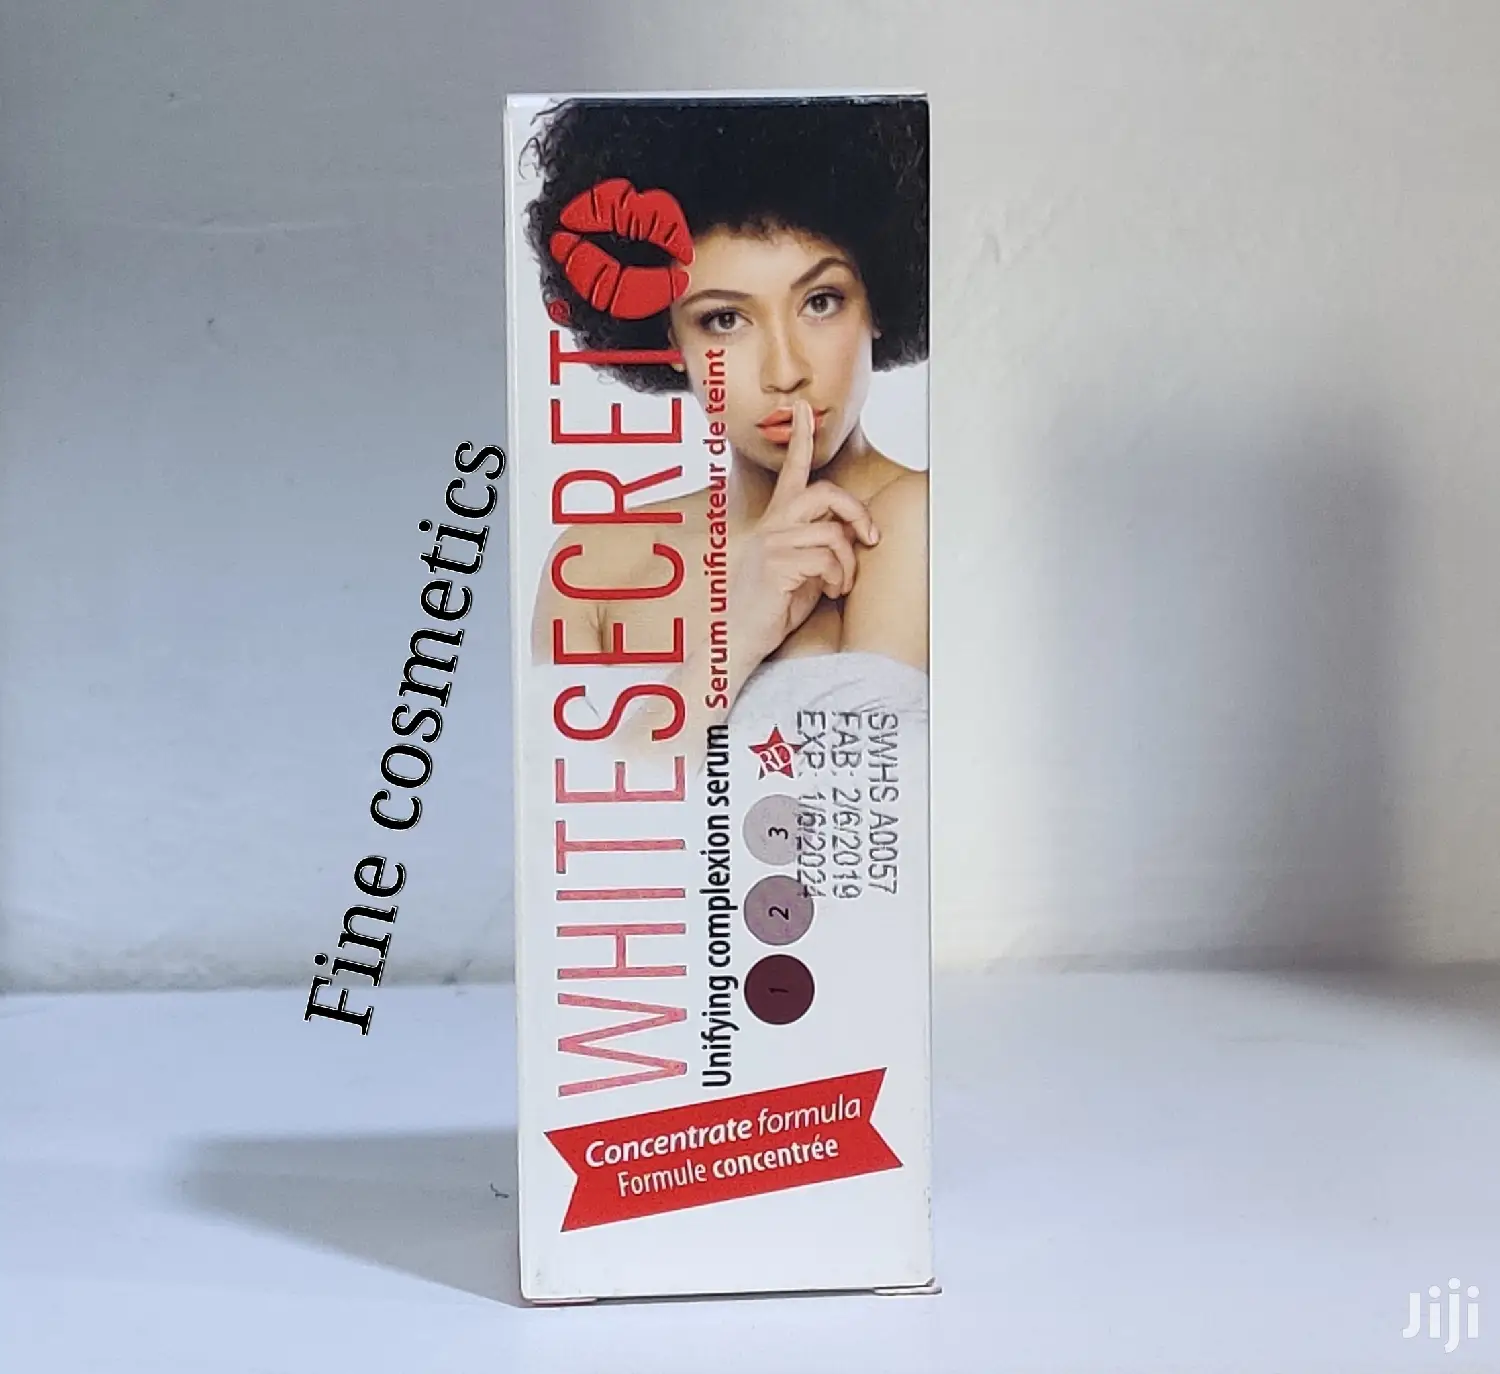 Fine cosmetics
WHITESECRET®
Unifying complexion serum Serum unificateur de teint
1 2 3
RD
SWHS A0057
FAB: 2/6/2019
EXP: 1/6/2024
Concentrate formula
Formule concentrée
Jiji